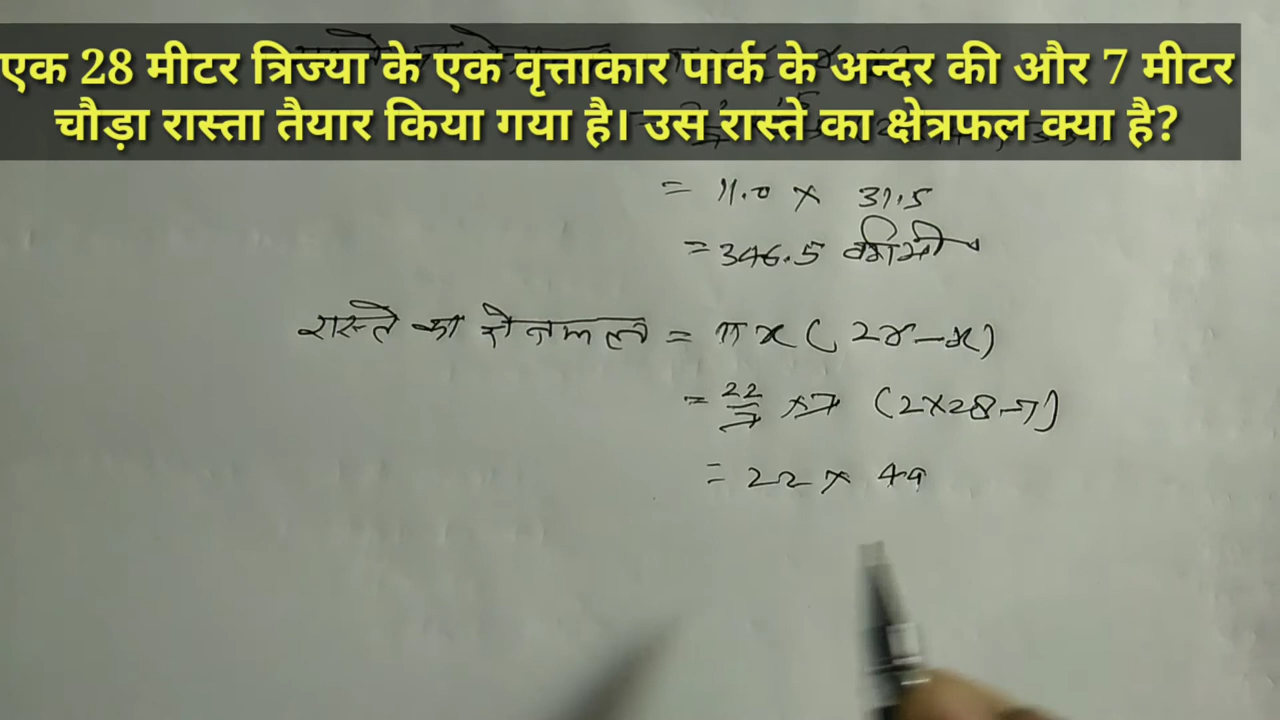 एक 28 मीटर त्रिज्या के एक वृत्ताकार पार्क के अन्दर की और 7 मीटर
चौड़ा रास्ता तैयार किया गया है। उस रास्ते का क्षेत्रफल क्या है?
= 11.0 × 31.5
= 346.5 वर्गमी
रास्ते का क्षेत्रफल = πx(2r-x)
= 22/7 ×7 (2×28-7)
= 22 × 49